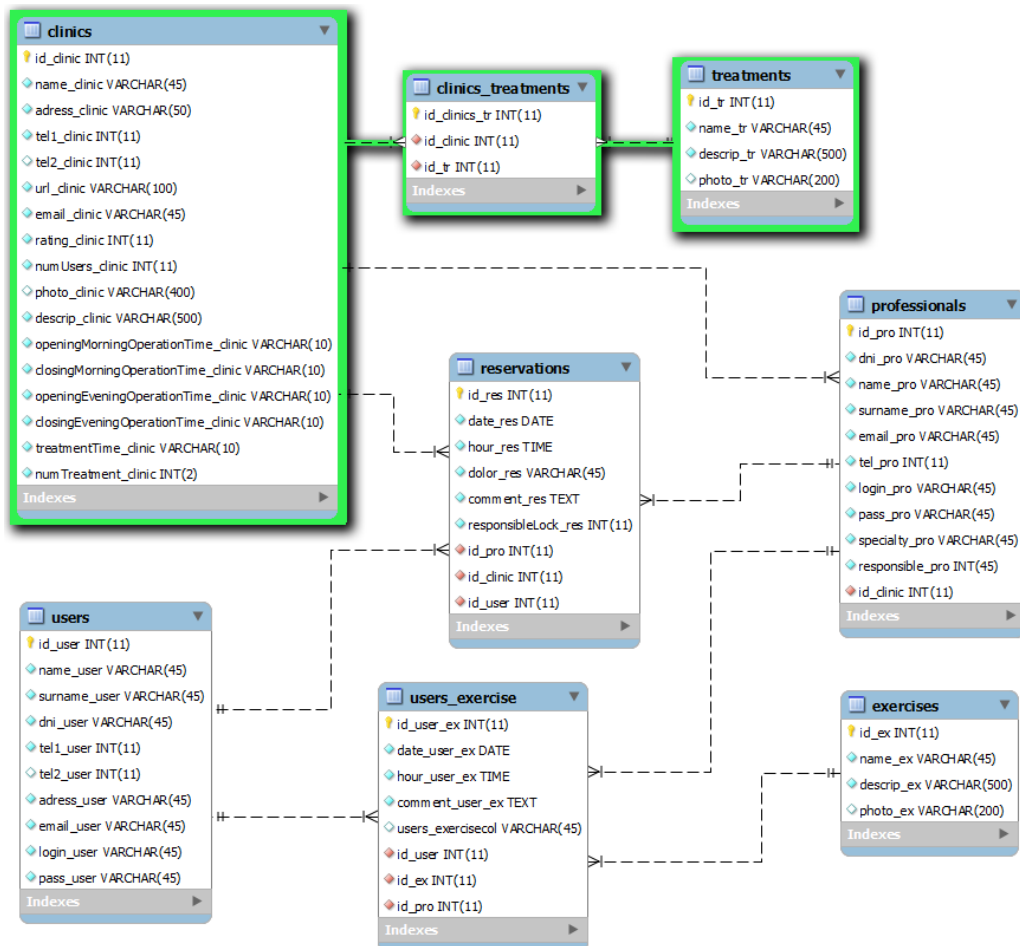 clinics
id_clinic INT(11)
name_clinic VARCHAR(45)
adress_clinic VARCHAR(50)
tel1_clinic INT(11)
tel2_clinic INT(11)
url_clinic VARCHAR(100)
email_clinic VARCHAR(45)
rating_clinic INT(11)
numUsers_clinic INT(11)
photo_clinic VARCHAR(400)
descrip_clinic VARCHAR(500)
openingMorningOperationTime_clinic VARCHAR(10)
closingMorningOperationTime_clinic VARCHAR(10)
openingEveningOperationTime_clinic VARCHAR(10)
closingEveningOperationTime_clinic VARCHAR(10)
treatmentTime_clinic VARCHAR(10)
numTreatment_clinic INT(2)
Indexes
clinics_treatments
id_clinics_tr INT(11)
id_clinic INT(11)
id_tr INT(11)
Indexes
treatments
id_tr INT(11)
name_tr VARCHAR(45)
descrip_tr VARCHAR(500)
photo_tr VARCHAR(200)
Indexes
professionals
id_pro INT(11)
dni_pro VARCHAR(45)
name_pro VARCHAR(45)
surname_pro VARCHAR(45)
email_pro VARCHAR(45)
tel_pro INT(11)
login_pro VARCHAR(45)
pass_pro VARCHAR(45)
specialty_pro VARCHAR(45)
responsible_pro INT(45)
id_clinic INT(11)
Indexes
reservations
id_res INT(11)
date_res DATE
hour_res TIME
dolor_res VARCHAR(45)
comment_res TEXT
responsibleLock_res INT(11)
id_pro INT(11)
id_clinic INT(11)
id_user INT(11)
Indexes
users
id_user INT(11)
name_user VARCHAR(45)
surname_user VARCHAR(45)
dni_user VARCHAR(45)
tel1_user INT(11)
tel2_user INT(11)
adress_user VARCHAR(45)
email_user VARCHAR(45)
login_user VARCHAR(45)
pass_user VARCHAR(45)
Indexes
users_exercise
id_user_ex INT(11)
date_user_ex DATE
hour_user_ex TIME
comment_user_ex TEXT
users_exercisecol VARCHAR(45)
id_user INT(11)
id_ex INT(11)
id_pro INT(11)
Indexes
exercises
id_ex INT(11)
name_ex VARCHAR(45)
descrip_ex VARCHAR(500)
photo_ex VARCHAR(200)
Indexes